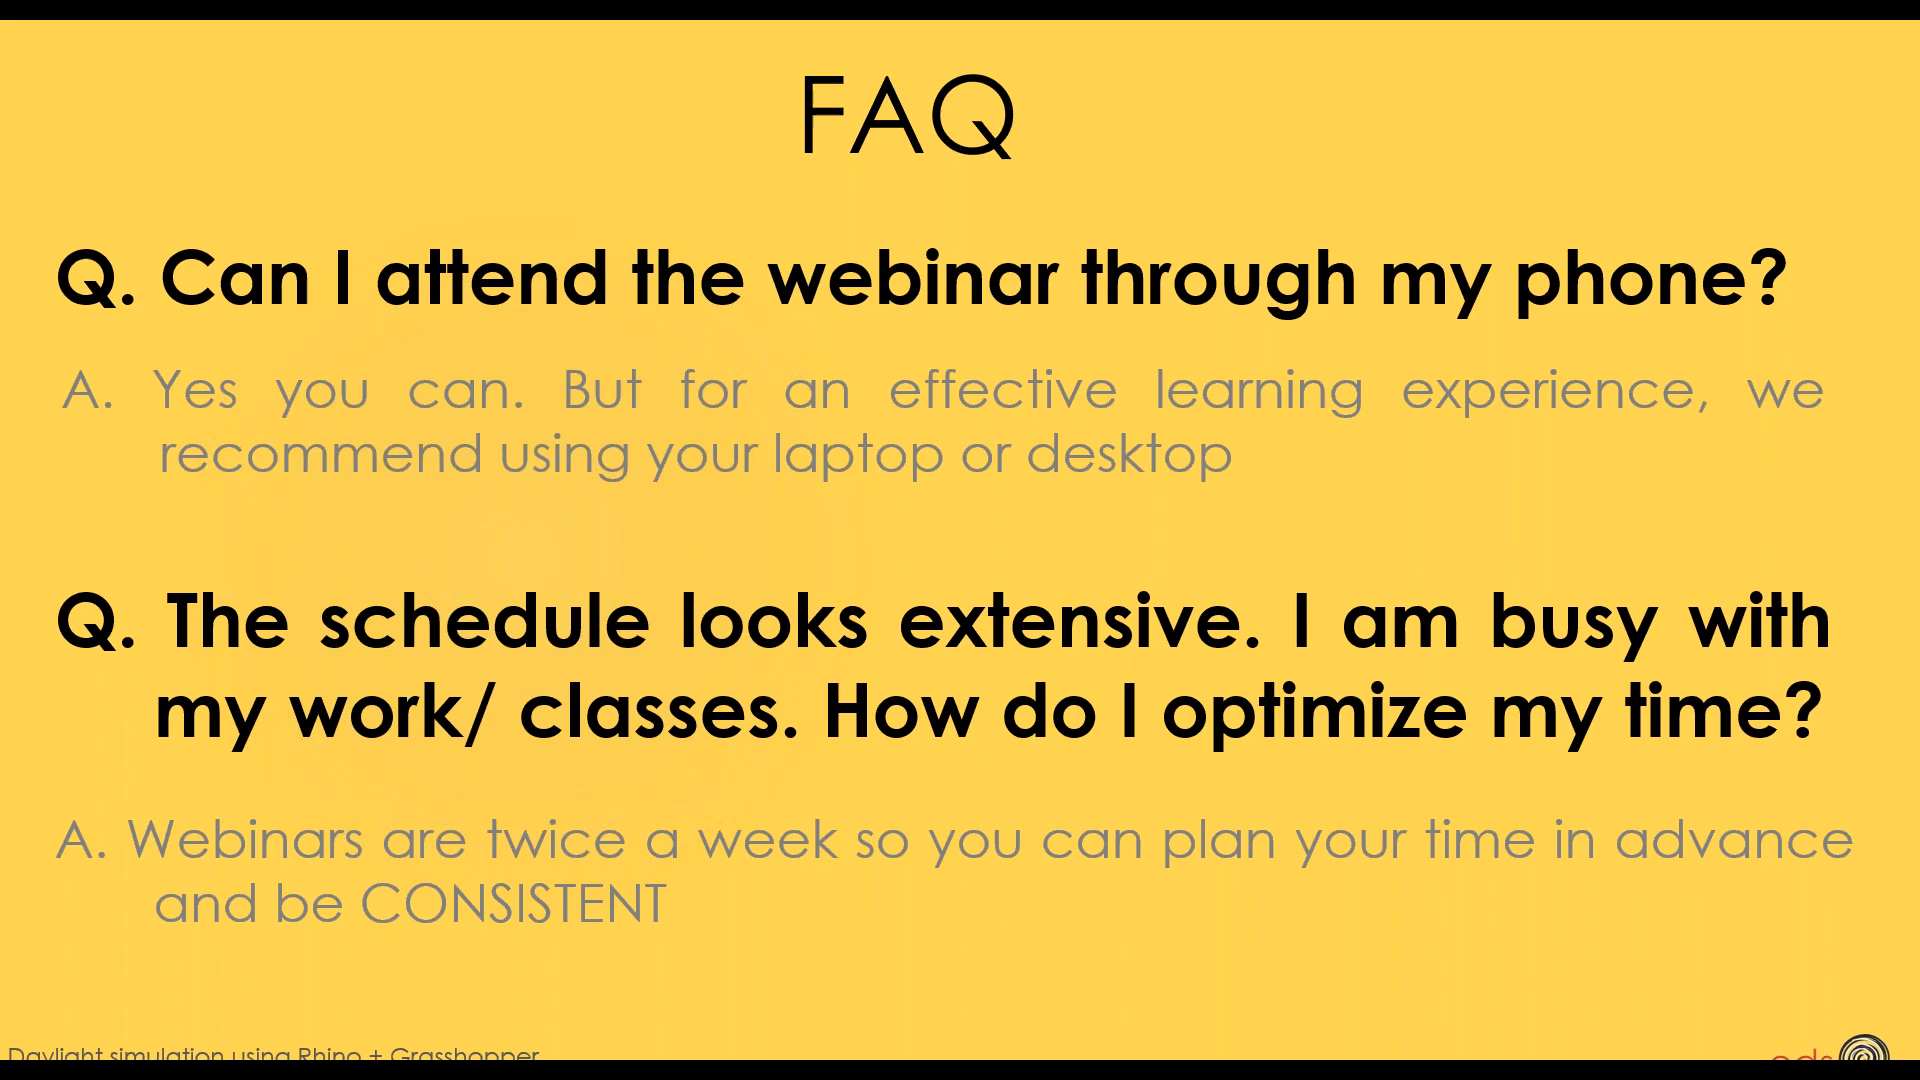 FAQ
Q. Can I attend the webinar through my phone?
A. Yes you can. But for an effective learning experience, we
recommend using your laptop or desktop
Q. The schedule looks extensive. I am busy with
my work/ classes. How do I optimize my time?
A. Webinars are twice a week so you can plan your time in advance
and be CONSISTENT
Daylight simulation using Rhino + Grasshopper